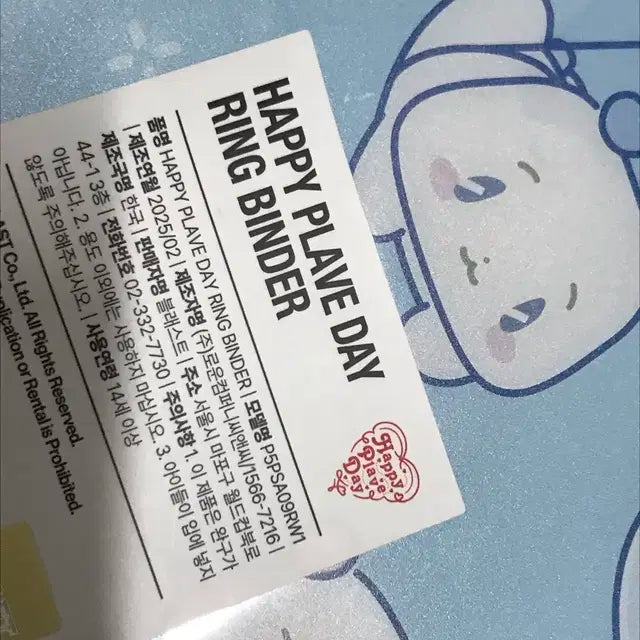 HAPPY PLAVE DAY
RING BINDER
Happy
Plave
Day
품명 HAPPY PLAVE DAY RING BINDER | 모델명 PSPSA09RW1
| 제조연월 2025/02 | 제조자명 (주)로운컴퍼니씨앤씨/1566-7216 |
제조국명 한국 | 판매자명 블래스트 | 주소 서울시 마포구 월드컵북로
44-13층 | 전화번호 02-332-7730 | 주의사항 1. 이 제품은 완구가
아닙니다. 2. 용도 이외에는 사용하지 마십시오. 3. 아이들이 입에 넣지
않도록 주의해주십시오. | 사용연령 14세 이상
AST Co., Ltd. All Rights Reserved.
or Rental is Prohibited.